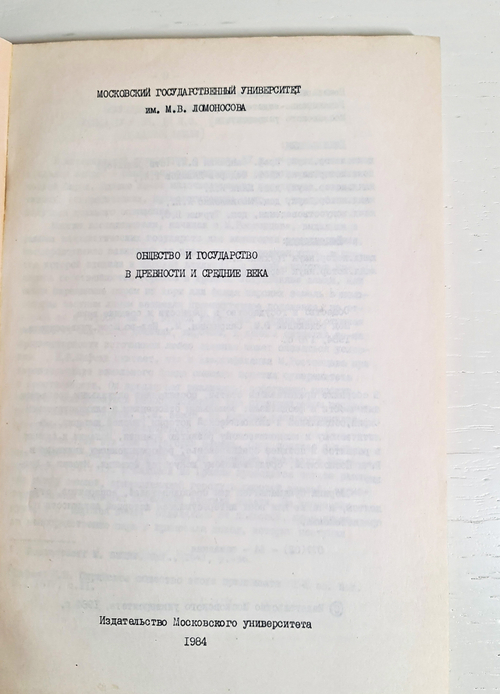 МОСКОВСКИЙ ГОСУДАРСТВЕННЫЙ УНИВЕРСИТЕТ
им. М.В. ЛОМОНОСОВА
ОБЩЕСТВО И ГОСУДАРСТВО
В ДРЕВНОСТИ И СРЕДНИЕ ВЕКА
Издательство Московского университета
1984